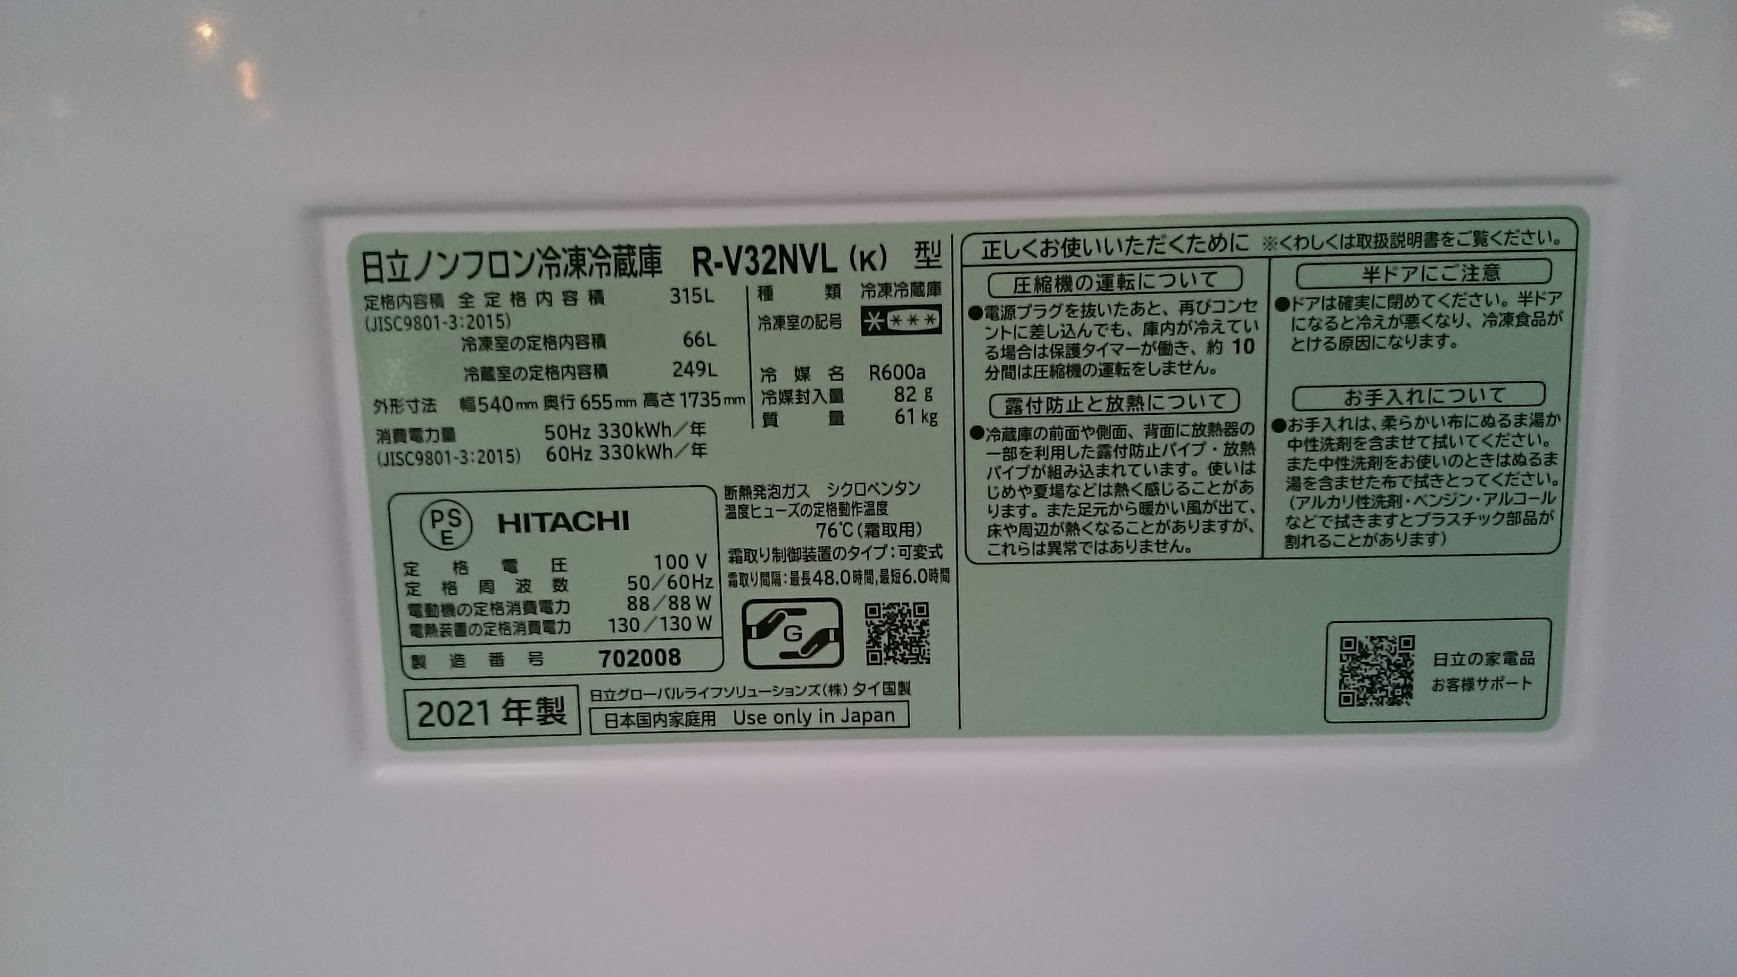 日立ノンフロン冷凍冷蔵庫 R-V32NVL (K) 型
定格内容積 全定格内容積 315L
(JISC9801-3:2015)
冷凍室の定格内容積 66L
冷蔵室の定格内容積 249L
外形寸法 幅540mm 奥行655mm 高さ1735mm
消費電力量 50Hz 330kWh/年
(JISC9801-3:2015) 60Hz 330kWh/年
種類 冷凍冷蔵庫
冷凍室の記号 ****
冷媒名 R600a
冷媒封入量 82g
質量 61kg
PSE HITACHI
定格電圧 100V
定格周波数 50/60Hz
電動機の定格消費電力 88/88W
電熱装置の定格消費電力 130/130W
製造番号 702008
2021年製
断熱発泡ガス シクロペンタン
温度ヒューズの定格動作温度
76℃(霜取用)
霜取り制御装置のタイプ:可変式
霜取り間隔:最長48.0時間,最短6.0時間
G
日立グローバルライフソリューションズ(株) タイ国製
日本国内家庭用 Use only in Japan
正しくお使いいただくために ※くわしくは取扱説明書をご覧ください。
圧縮機の運転について
●電源プラグを抜いたあと、再びコンセ
ントに差し込んでも、庫内が冷えてい
る場合は保護タイマーが働き、約10
分間は圧縮機の運転をしません。
露付防止と放熱について
●冷蔵庫の前面や側面、背面に放熱器の
一部を利用した露付防止パイプ・放熱
パイプが組み込まれています。使いは
じめや夏場などは熱く感じることがあ
ります。また足元から暖かい風が出て、
床や周辺が熱くなることがありますが、
これらは異常ではありません。
半ドアにご注意
●ドアは確実に閉めてください。半ドア
になると冷えが悪くなり、冷凍食品が
とける原因になります。
お手入れについて
●お手入れは、柔らかい布にぬるま湯か
中性洗剤を含ませて拭いてください。
また中性洗剤をお使いのときはぬるま
湯を含ませた布で拭きとってください。
(アルカリ性洗剤・ベンジン・アルコール
などで拭きますとプラスチック部品が
割れることがあります)
日立の家電品
お客様サポート